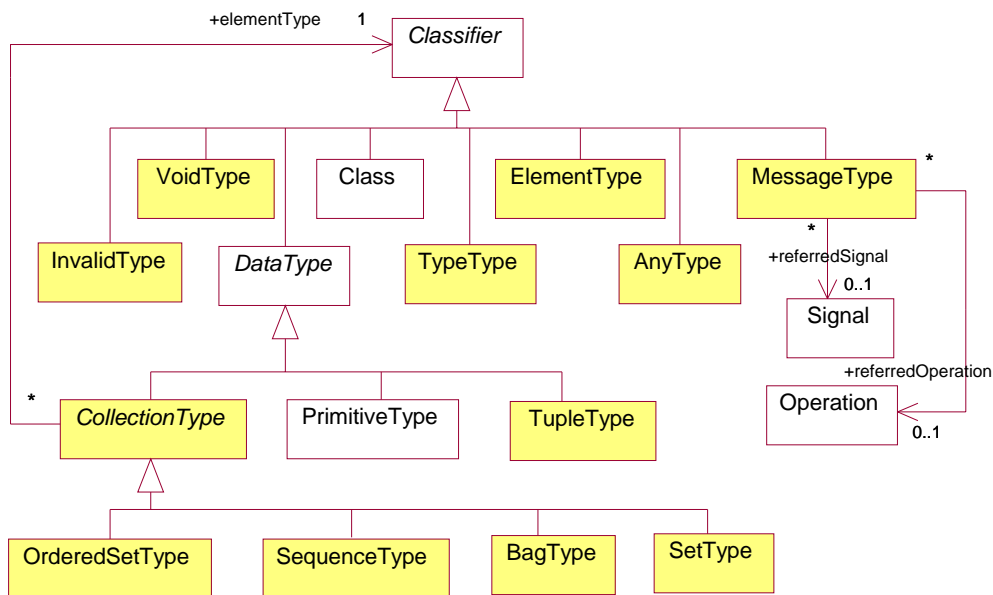 +elementType 1
Classifier
VoidType
Class
ElementType
MessageType
*
InvalidType
DataType
TypeType
AnyType
*
+referredSignal
0..1
Signal
+referredOperation
*
CollectionType
PrimitiveType
TupleType
Operation
0..1
OrderedSetType
SequenceType
BagType
SetType